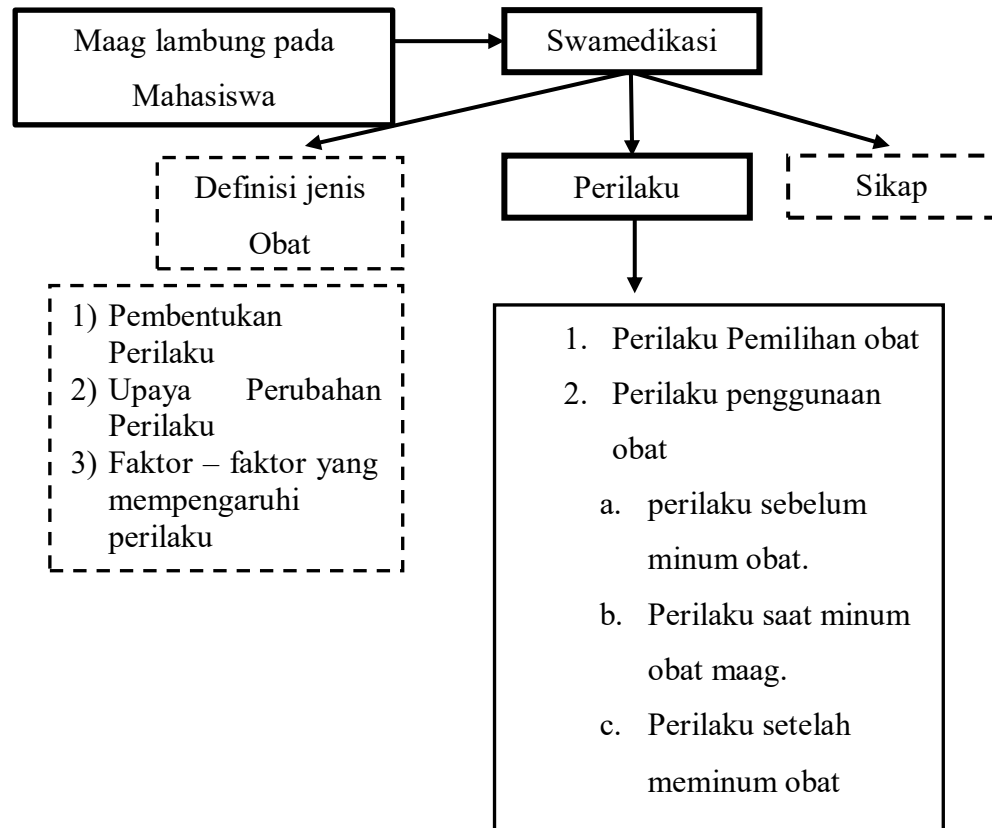 Maag lambung pada
Mahasiswa
Swamedikasi
Definisi jenis
Obat
Perilaku
Sikap
1) Pembentukan
Perilaku
2) Upaya Perubahan
Perilaku
3) Faktor – faktor yang
mempengaruhi
perilaku
1. Perilaku Pemilihan obat
2. Perilaku penggunaan
obat
a. perilaku sebelum
minum obat.
b. Perilaku saat minum
obat maag.
c. Perilaku setelah
meminum obat